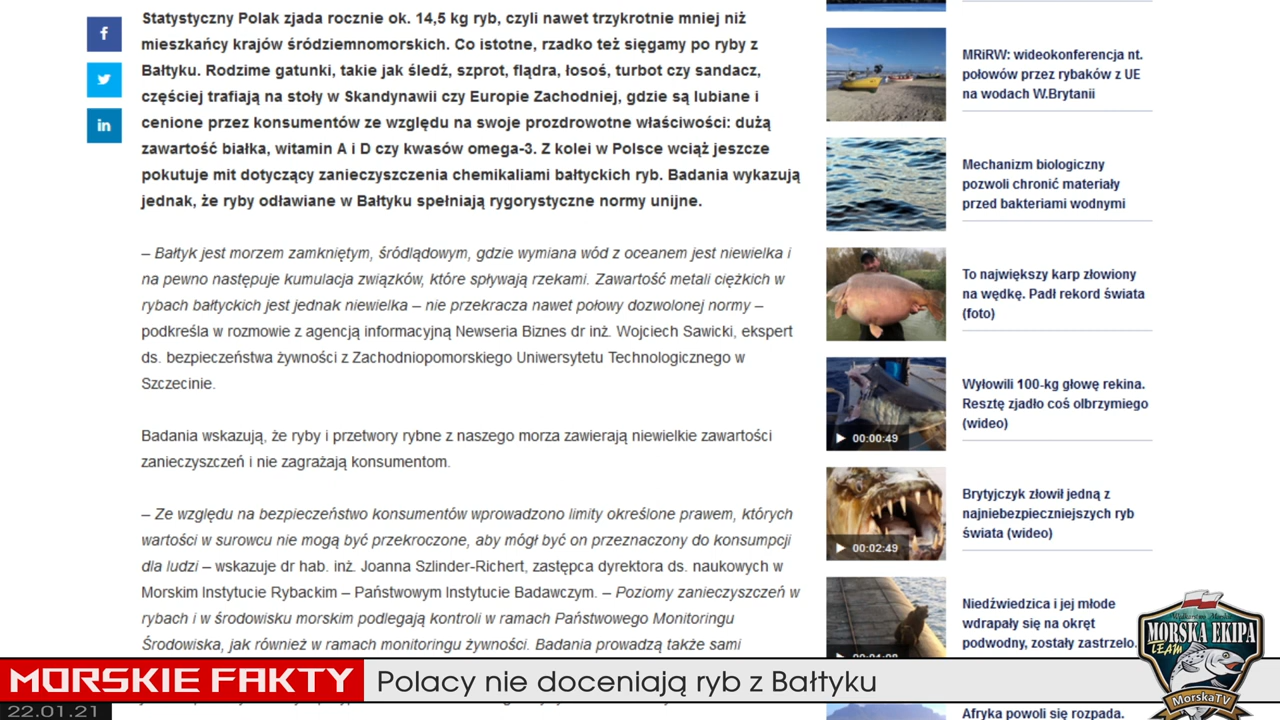 Statystyczny Polak zjada rocznie ok. 14,5 kg ryb, czyli nawet trzykrotnie mniej niż
mieszkańcy krajów śródziemnomorskich. Co istotne, rzadko też sięgamy po ryby z
Bałtyku. Rodzime gatunki, takie jak śledź, szprot, flądra, łosoś, turbot czy sandacz,
częściej trafiają na stoły w Skandynawii czy Europie Zachodniej, gdzie są lubiane i
cenione przez konsumentów ze względu na swoje prozdrowotne właściwości: dużą
zawartość białka, witamin A i D czy kwasów omega-3. Z kolei w Polsce wciąż jeszcze
pokutuje mit dotyczący zanieczyszczenia chemikaliami bałtyckich ryb. Badania wykazują
jednak, że ryby odławiane w Bałtyku spełniają rygorystyczne normy unijne.
– Bałtyk jest morzem zamkniętym, śródlądowym, gdzie wymiana wód z oceanem jest niewielka i
na pewno następuje kumulacja związków, które spływają rzekami. Zawartość metali ciężkich w
rybach bałtyckich jest jednak niewielka – nie przekracza nawet połowy dozwolonej normy –
podkreśla w rozmowie z agencją informacyjną Newseria Biznes dr inż. Wojciech Sawicki, ekspert
ds. bezpieczeństwa żywności z Zachodniopomorskiego Uniwersytetu Technologicznego w
Szczecinie.
Badania wskazują, że ryby i przetwory rybne z naszego morza zawierają niewielkie zawartości
zanieczyszczeń i nie zagrażają konsumentom.
– Ze względu na bezpieczeństwo konsumentów wprowadzono limity określone prawem, których
wartości w surowcu nie mogą być przekroczone, aby mógł być on przeznaczony do konsumpcji
dla ludzi – wskazuje dr hab. inż. Joanna Szlinder-Richert, zastępca dyrektora ds. naukowych w
Morskim Instytucie Rybackim – Państwowym Instytucie Badawczym. – Poziomy zanieczyszczeń w
rybach i w środowisku morskim podlegają kontroli w ramach Państwowego Monitoringu
Środowiska, jak również w ramach monitoringu żywności. Badania prowadzą także sami
f
in
MRiRW: wideokonferencja nt.
połowów przez rybaków z UE
na wodach W.Brytanii
Mechanizm biologiczny
pozwoli chronić materiały
przed bakteriami wodnymi
To największy karp złowiony
na wędkę. Padł rekord świata
(foto)
Wyłowili 100-kg głowę rekina.
Resztę zjadło coś olbrzymiego
(wideo)
00:00:49
Brytyjczyk złowił jedną z
najniebezpieczniejszych ryb
świata (wideo)
00:02:49
Niedźwiedzica i jej młode
wdrapały się na okręt
podwodny, zostały zastrzelo.
Afryka powoli się rozpada.
MORSKIE FAKTY
Polacy nie doceniają ryb z Bałtyku
22.01.21
MORSKA EKIPA
TEAM
MorskaTV